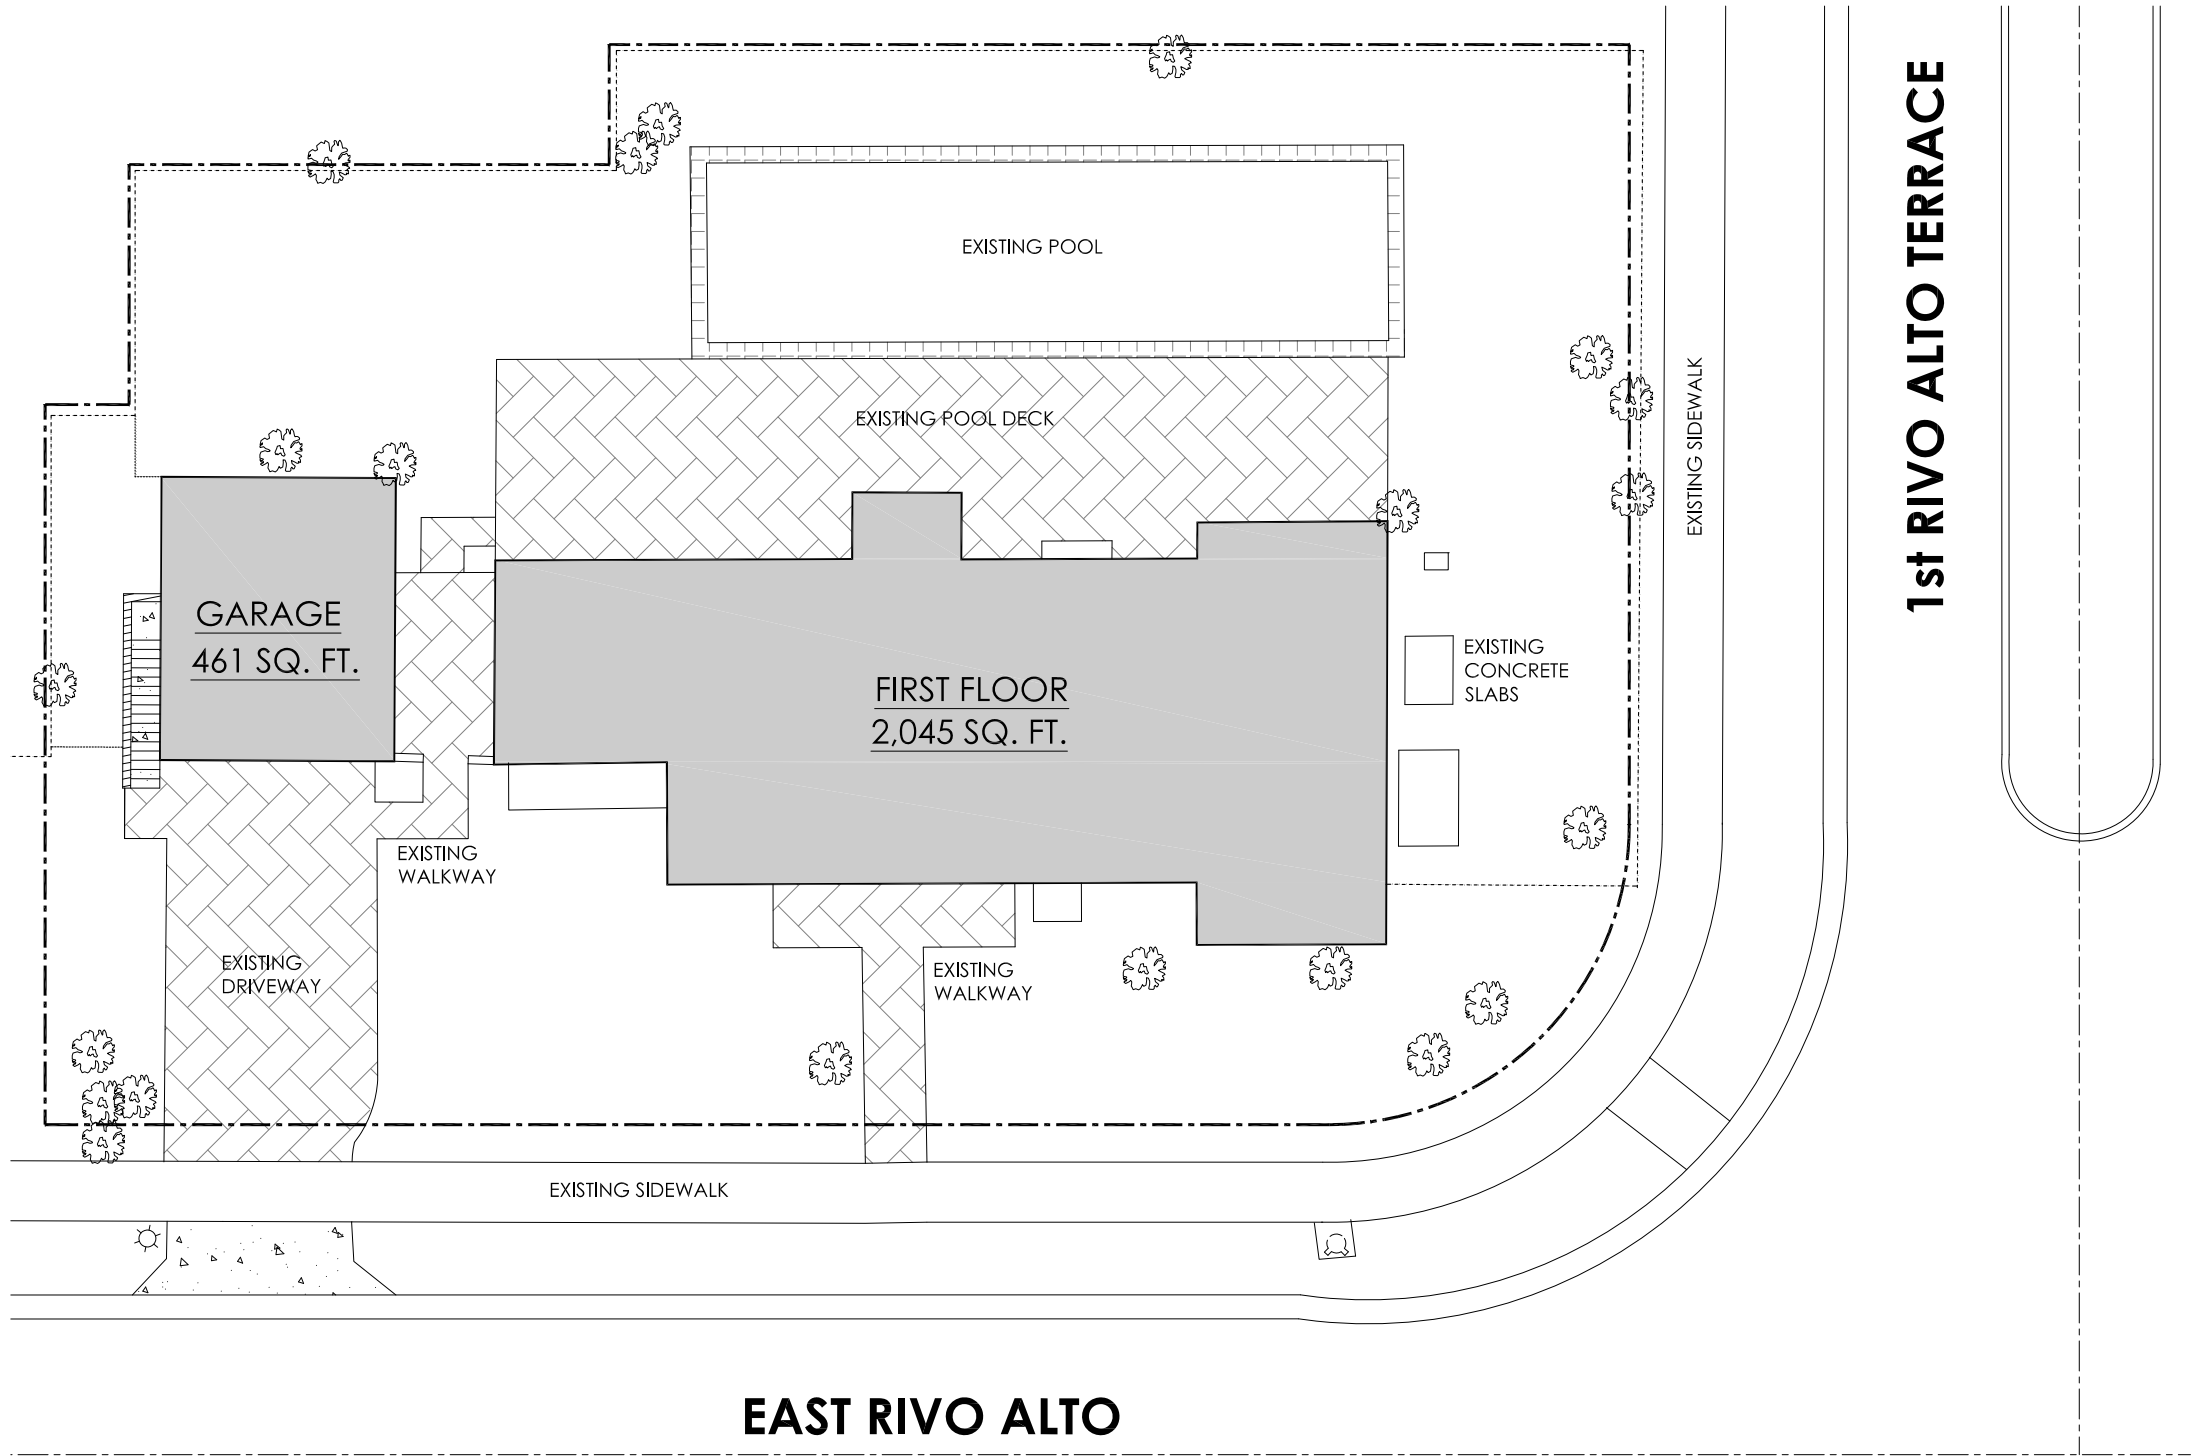 1st RIVO ALTO TERRACE
EXISTING POOL
EXISTING POOL DECK
EXISTING SIDEWALK
GARAGE
461 SQ. FT.
EXISTING
CONCRETE
SLABS
FIRST FLOOR
2,045 SQ. FT.
EXISTING
WALKWAY
EXISTING
DRIVEWAY
EXISTING
WALKWAY
EXISTING SIDEWALK
EAST RIVO ALTO